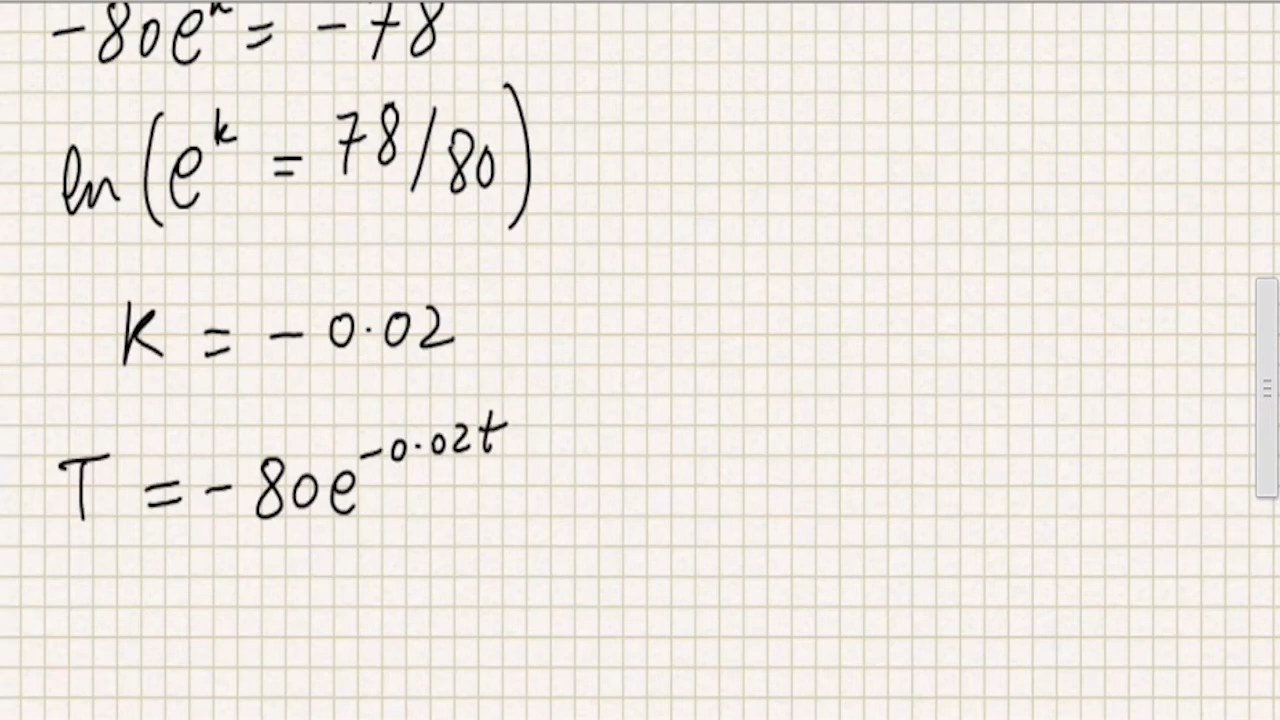 -80e^k = -78
ln(e^k = 78/80)
K = -0.02
T = -80e^-0.02t